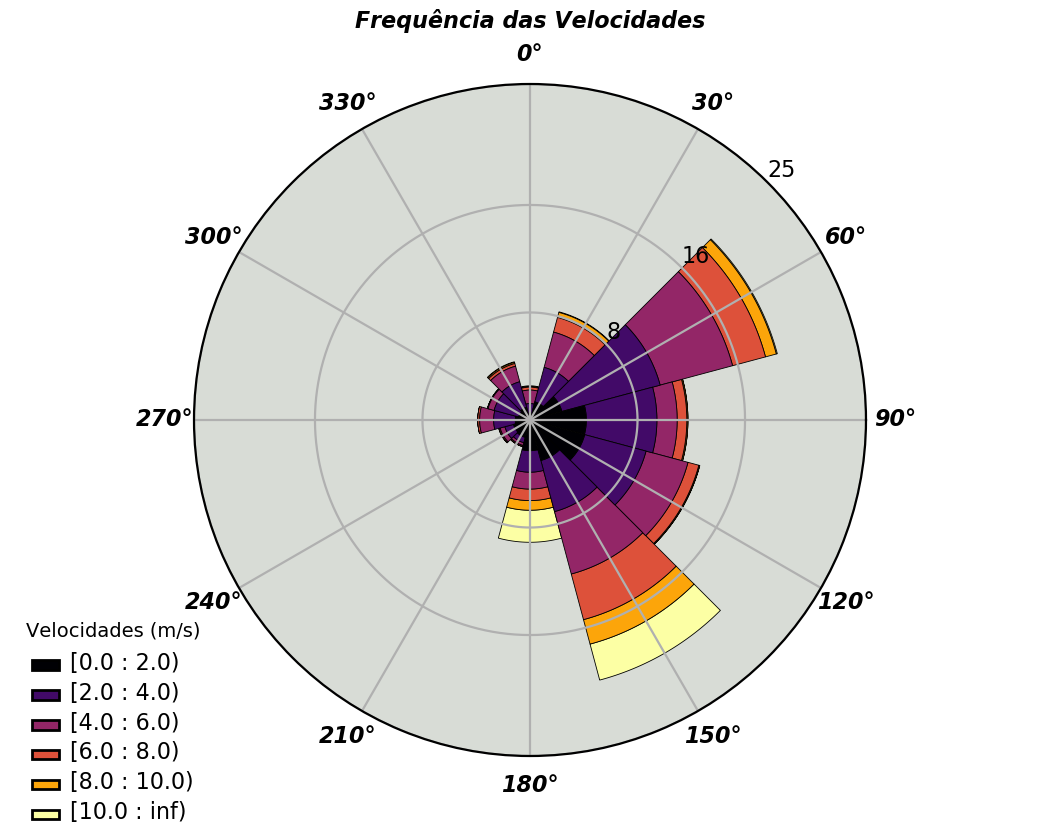 Frequência das Velocidades
0°
330°
30°
25
300°
60°
16
8
270°
90°
240°
120°
210°
150°
180°
Velocidades (m/s)
[0.0 : 2.0)
[2.0 : 4.0)
[4.0 : 6.0)
[6.0 : 8.0)
[8.0 : 10.0)
[10.0 : inf)